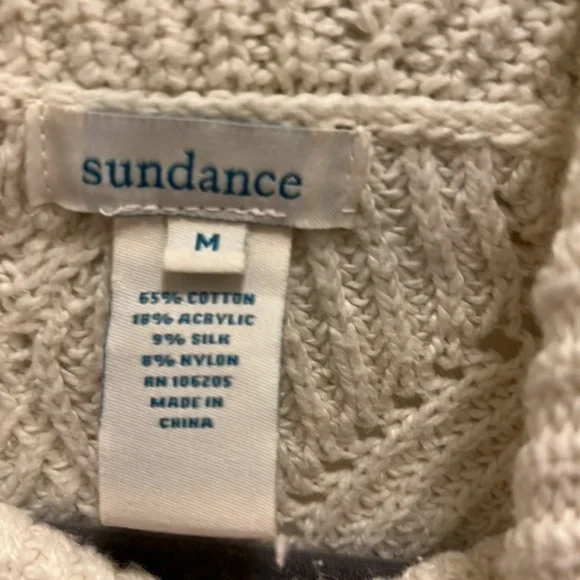 sundance
M
65% COTTON
18% ACRYLIC
9% SILK
8% NYLON
RN 106205
MADE IN
CHINA